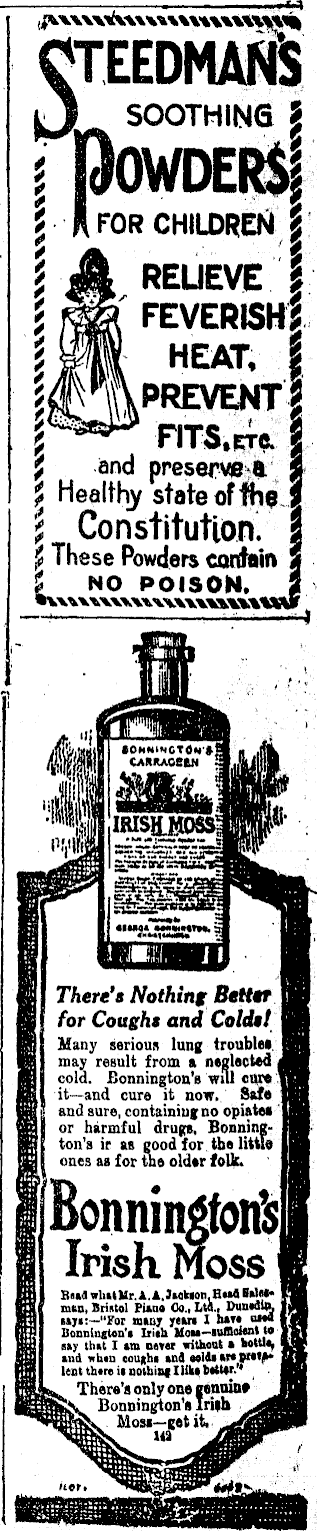 STEEDMAN'S
SOOTHING
POWDERS
FOR CHILDREN
RELIEVE
FEVERISH
HEAT,
PREVENT
FITS, ETC.
and preserve a
Healthy state of the
Constitution.
These Powders contain
NO POISON.
BONNINGTON'S
CARRAGEEN
IRISH MOSS
GEORGE BONNINGTON,
CHRISTCHURCH
There's Nothing Better
for Coughs and Colds!
Many serious lung troubles
may result from a neglected
cold. Bonnington's will cure
it—and cure it now. Safe
and sure, containing no opiates
or harmful drugs, Bonning-
ton's ir as good for the little
ones as for the older folk.
Bonnington's
Irish Moss
Read what Mr. A. A. Jackson, Head Sales-
man, Bristol Piano Co., Ltd., Dunedin,
says:—"For many years I have used
Bonnington's Irish Moss—sufficient to
say that I am never without a bottle,
and when coughs and colds are preva-
lent there is nothing I like better."
There's only one genuine
Bonnington's Irish
Moss—get it.
142